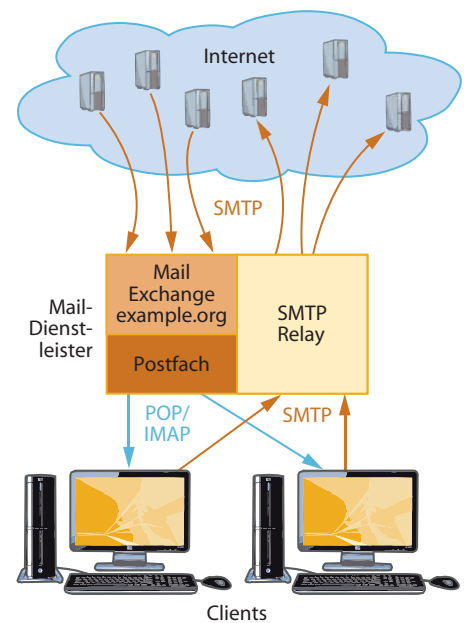 Internet
SMTP
Mail
Exchange
example.org
Postfach
SMTP
Relay
Mail-
Dienst-
leister
POP/
IMAP
SMTP
Clients